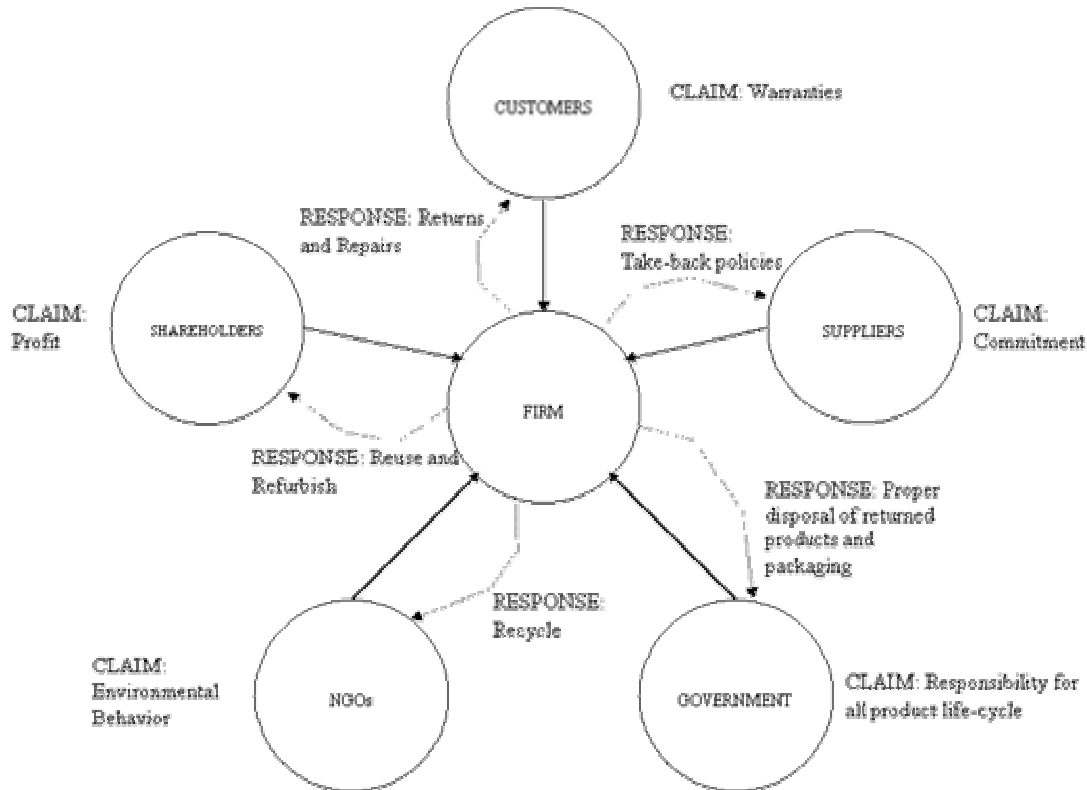 CUSTOMERS
CLAIM: Warranties
RESPONSE: Returns
and Repairs
RESPONSE:
Take-back policies
CLAIM:
Profit
SHAREHOLDERS
SUPPLIERS
CLAIM:
Commitment
FIRM
RESPONSE: Reuse and
Refurbish
RESPONSE: Proper
disposal of returned
products and
packaging
RESPONSE:
Recycle
CLAIM:
Environmental
Behavior
NGOs
GOVERNMENT
CLAIM: Responsibility for
all product life-cycle